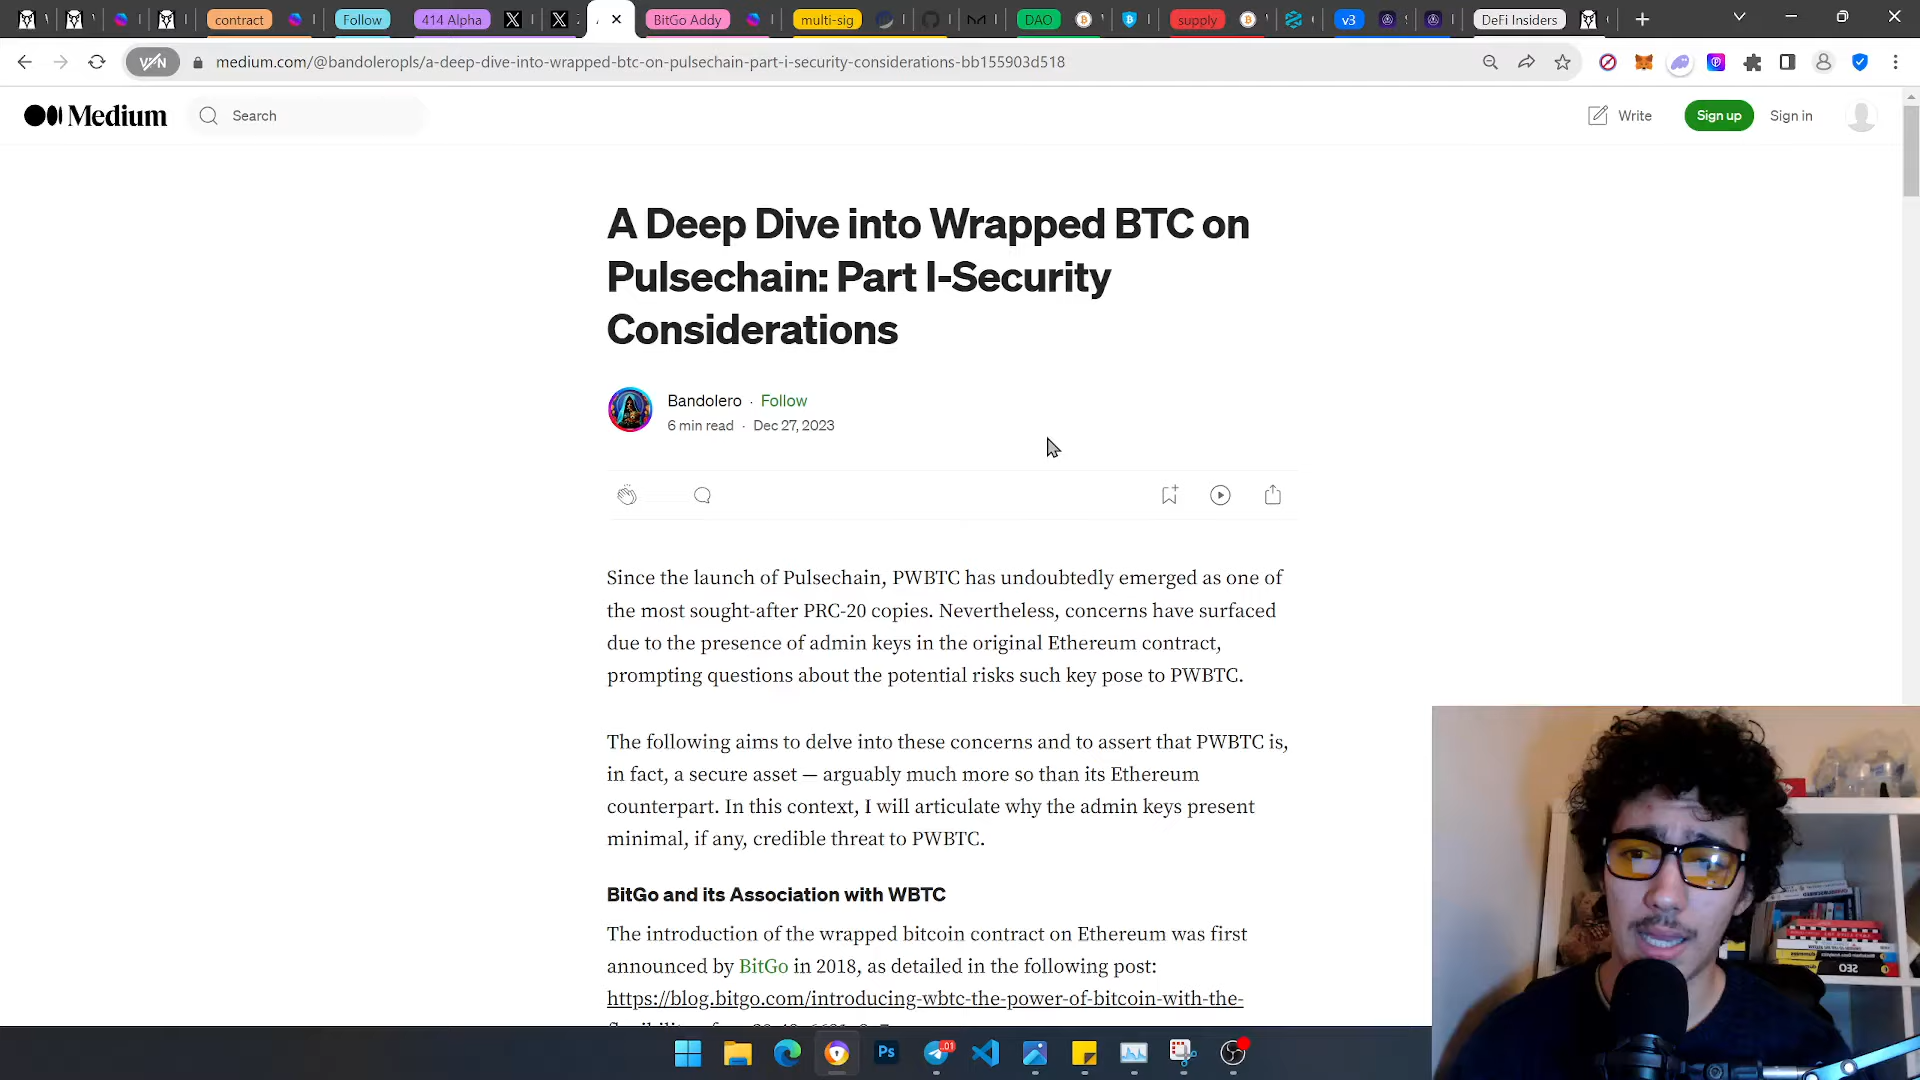 contract
Follow
414 Alpha
BitGo Addy
multi-sig
DAO
supply
v3
DeFi Insiders
medium.com/@bandoleropls/a-deep-dive-into-wrapped-btc-on-pulsechain-part-i-security-considerations-bb155903d518
Medium
Search
Write
Sign up
Sign in
A Deep Dive into Wrapped BTC on
Pulsechain: Part I-Security
Considerations
Bandolero · Follow
6 min read · Dec 27, 2023
Since the launch of Pulsechain, PWBTC has undoubtedly emerged as one of
the most sought-after PRC-20 copies. Nevertheless, concerns have surfaced
due to the presence of admin keys in the original Ethereum contract,
prompting questions about the potential risks such key pose to PWBTC.
The following aims to delve into these concerns and to assert that PWBTC is,
in fact, a secure asset — arguably much more so than its Ethereum
counterpart. In this context, I will articulate why the admin keys present
minimal, if any, credible threat to PWBTC.
BitGo and its Association with WBTC
The introduction of the wrapped bitcoin contract on Ethereum was first
announced by BitGo in 2018, as detailed in the following post:
https://blog.bitgo.com/introducing-wbtc-the-power-of-bitcoin-with-the-
Ps
SEO